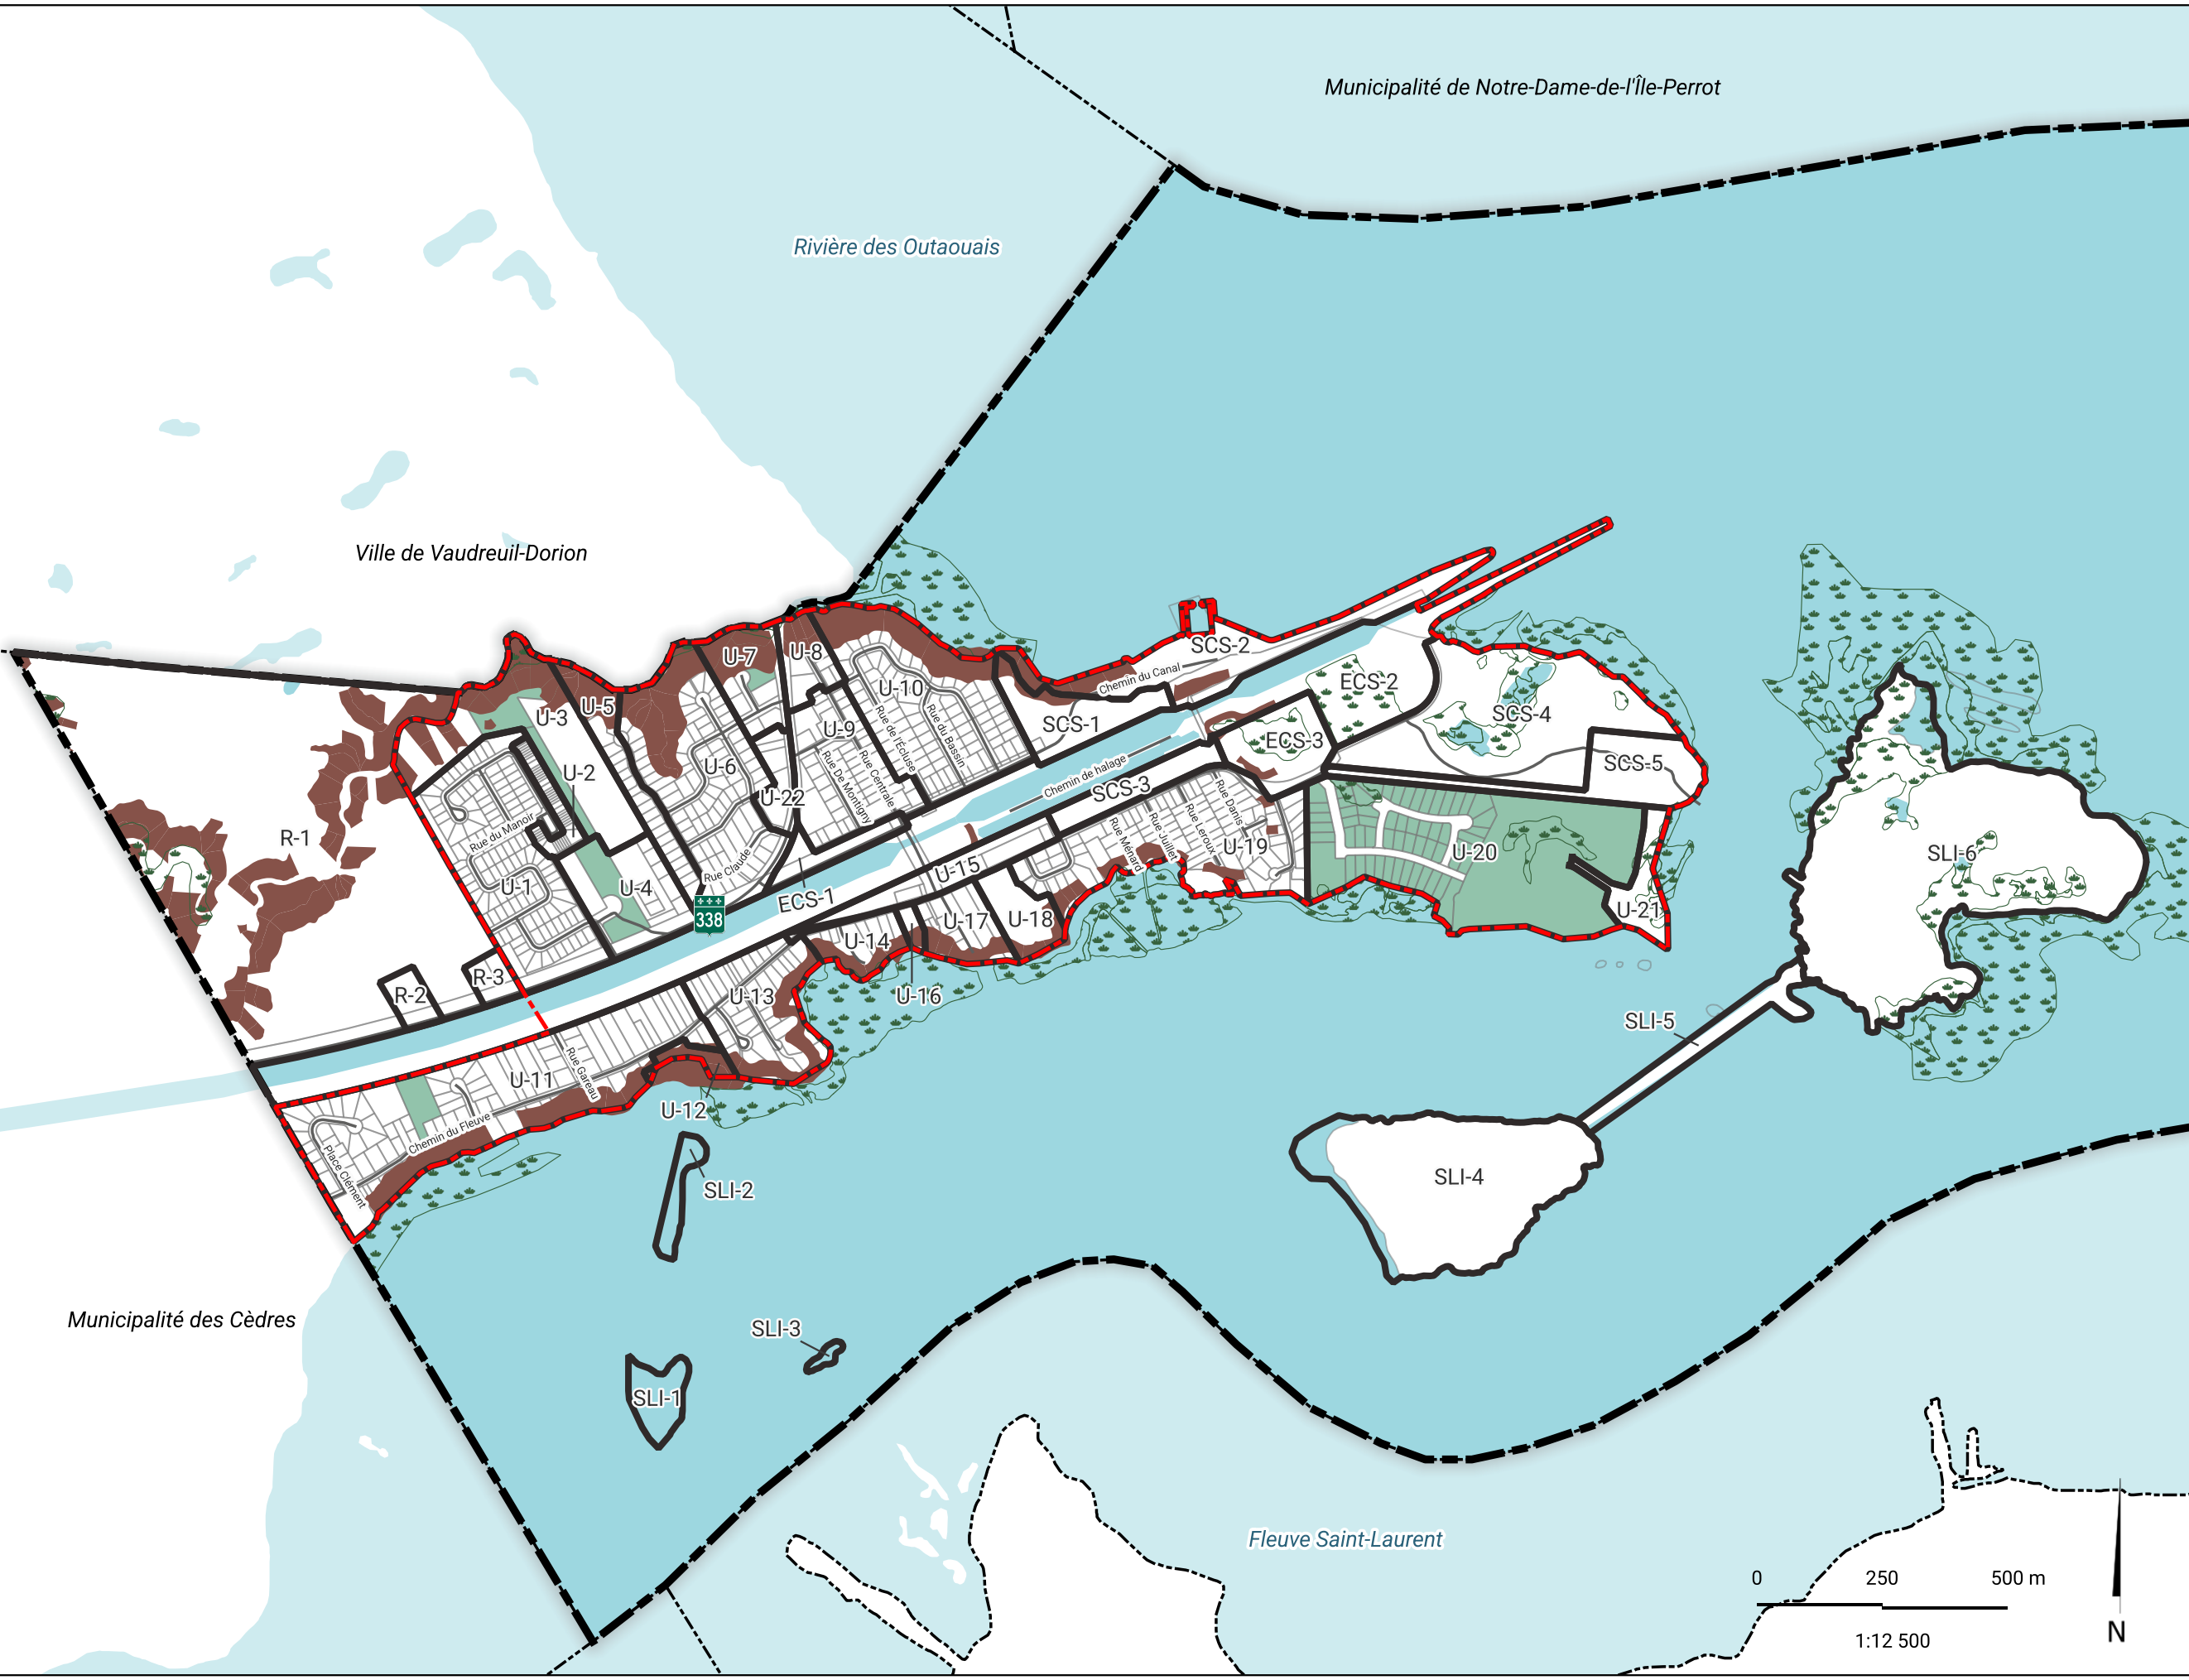 Municipalité de Notre-Dame-de-l'Île-Perrot
Rivière des Outaouais
Ville de Vaudreuil-Dorion
SCS-2
U-8
U-7
Chemin du Canal
ECS-2
U-10
U-5
U-3
SCS-4
SCS-1
U-9
Rue de l'Écluse
Rue du Bassin
ECS-3
SCS-5
U-6
U-2
Rue Centrale
Rue De Montigny
Chemin de halage
SCS-3
U-22
Rue Danis
Rue Leroux
Rue Juillet
Rue Ménard
R-1
Rue du Manoir
U-19
U-20
SLI-6
Rue Claude
U-15
U-1
U-4
ECS-1
338
U-21
U-17
U-18
U-14
R-3
R-2
U-13
U-16
SLI-5
Rue Gareau
U-11
U-12
Chemin du Fleuve
Place Clément
SLI-4
SLI-2
Municipalité des Cèdres
SLI-3
SLI-1
Fleuve Saint-Laurent
0 250 500 m
1:12 500
N